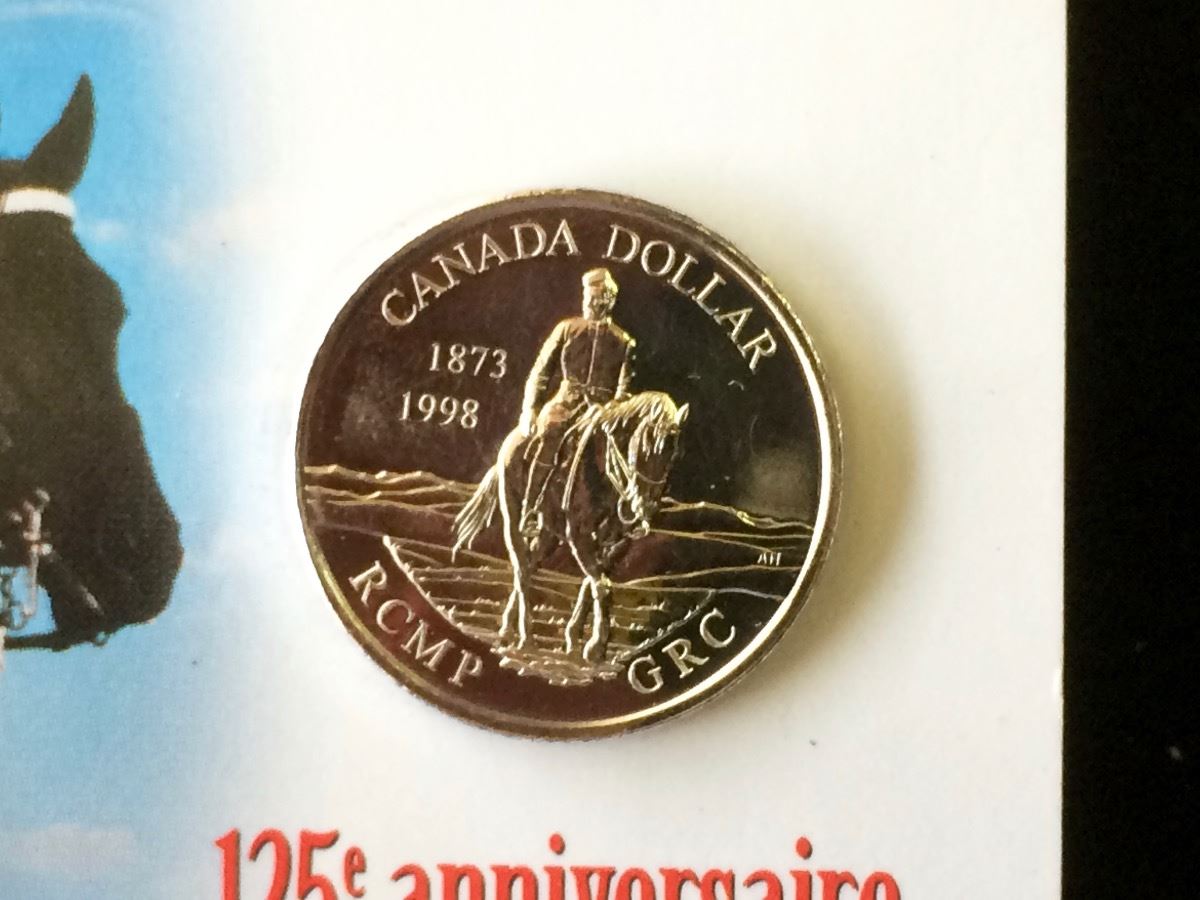 CANADA DOLLAR
1873
1998
AH
RCMP GRC
125e anniversaire